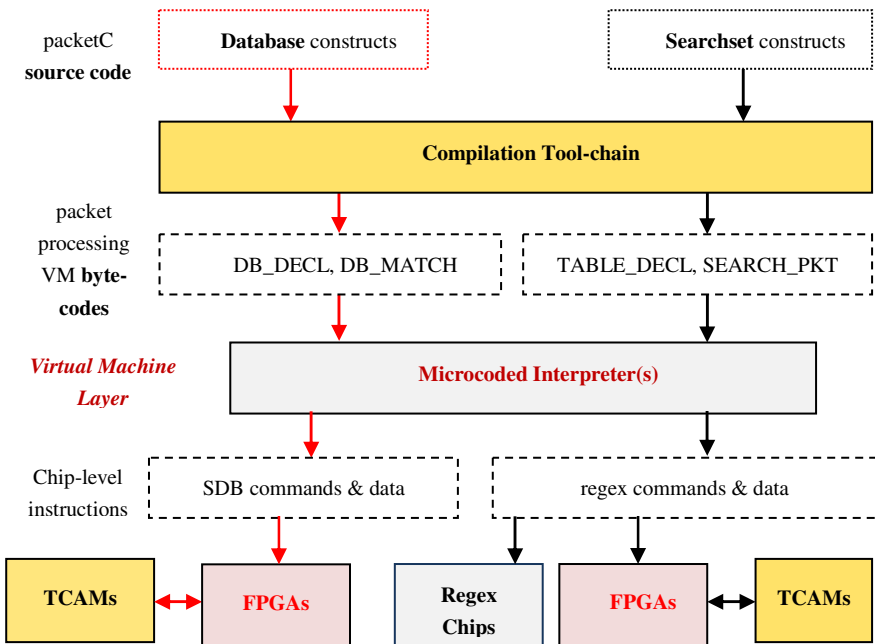 packetC
source code
Database constructs
Searchset constructs
Compilation Tool-chain
packet
processing
VM byte-
codes
DB_DECL, DB_MATCH
TABLE_DECL, SEARCH_PKT
Virtual Machine
Layer
Microcoded Interpreter(s)
Chip-level
instructions
SDB commands & data
regex commands & data
TCAMs
FPGAs
Regex
Chips
FPGAs
TCAMs